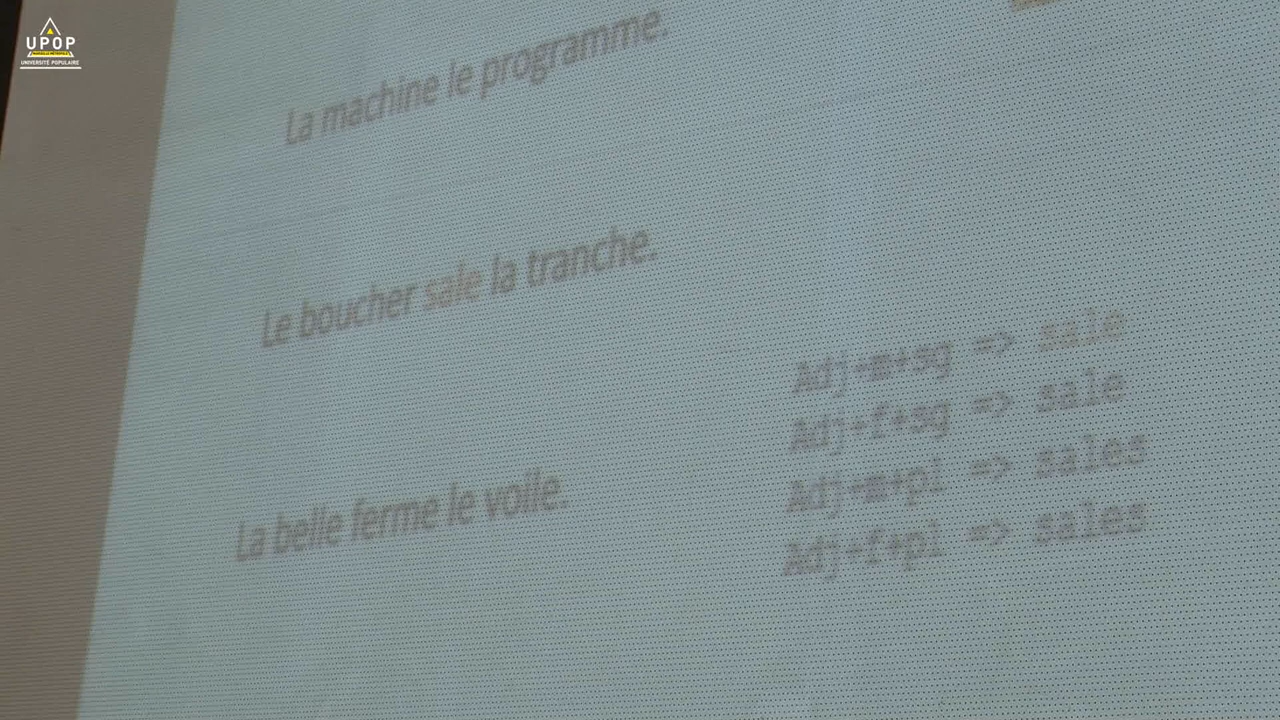 UPOP
UNIVERSITÉ POPULAIRE
La machine le programme.
Le boucher sale la tranche.
La belle ferme le voile.
Adj+m+sg => sale
Adj+f+sg => sale
Adj+m+pl => sales
Adj+f+pl => sales